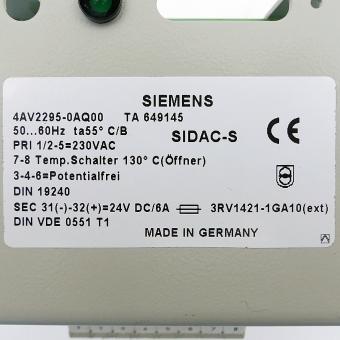 SIEMENS
4AV2295-0AQ00 TA 649145
50...60Hz ta55° C/B
SIDAC-S
PRI 1/2-5=230VAC
7-8 Temp.Schalter 130° C(Öffner)
3-4-6=Potentialfrei
DIN 19240
SEC 31(-)-32(+)=24V DC/6A 3RV1421-1GA10(ext)
DIN VDE 0551 T1
MADE IN GERMANY